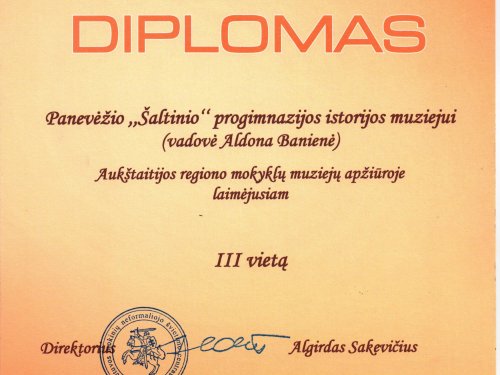 DIPLOMAS
Panevėžio „Šaltinio“ progimnazijos istorijos muziejui
(vadovė Aldona Banienė)
Aukštaitijos regiono mokyklų muziejų apžiūroje
laimėjusiam
III vietą
neformaliojo
Direktorius
Algirdas Sakevičius